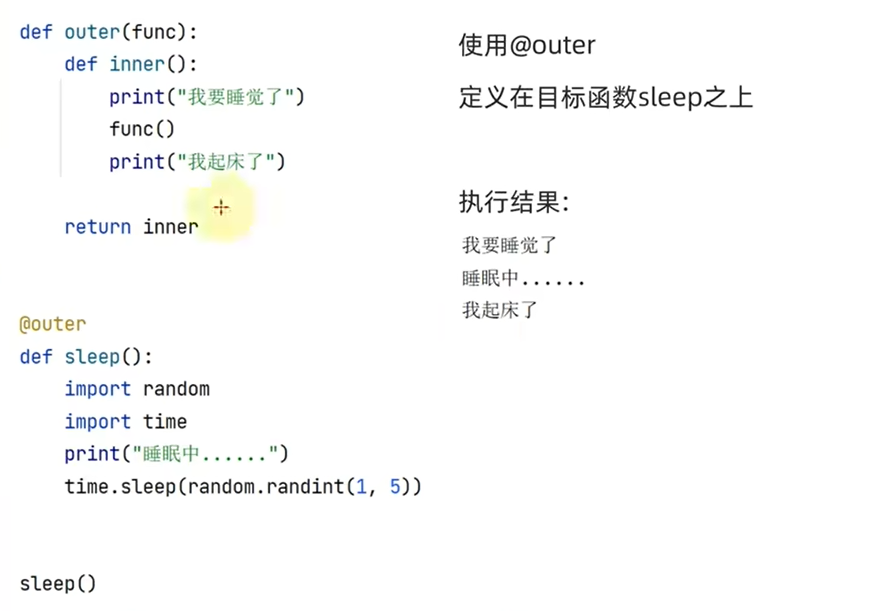 def outer(func):
    def inner():
        print("我要睡觉了")
        func()
        print("我起床了")
    return inner
@outer
def sleep():
    import random
    import time
    print("睡眠中......")
    time.sleep(random.randint(1, 5))
sleep()
使用@outer
定义在目标函数sleep之上
执行结果:
我要睡觉了
睡眠中......
我起床了